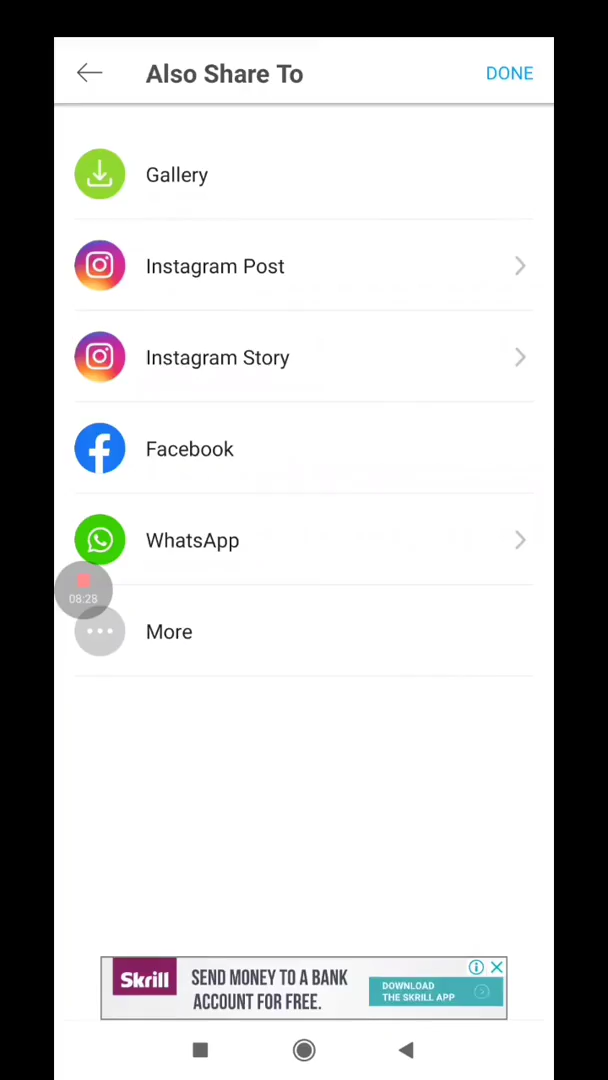 Also Share To
DONE
Gallery
Instagram Post
Instagram Story
Facebook
WhatsApp
08:28
More
Skrill
SEND MONEY TO A BANK
ACCOUNT FOR FREE.
DOWNLOAD
THE SKRILL APP